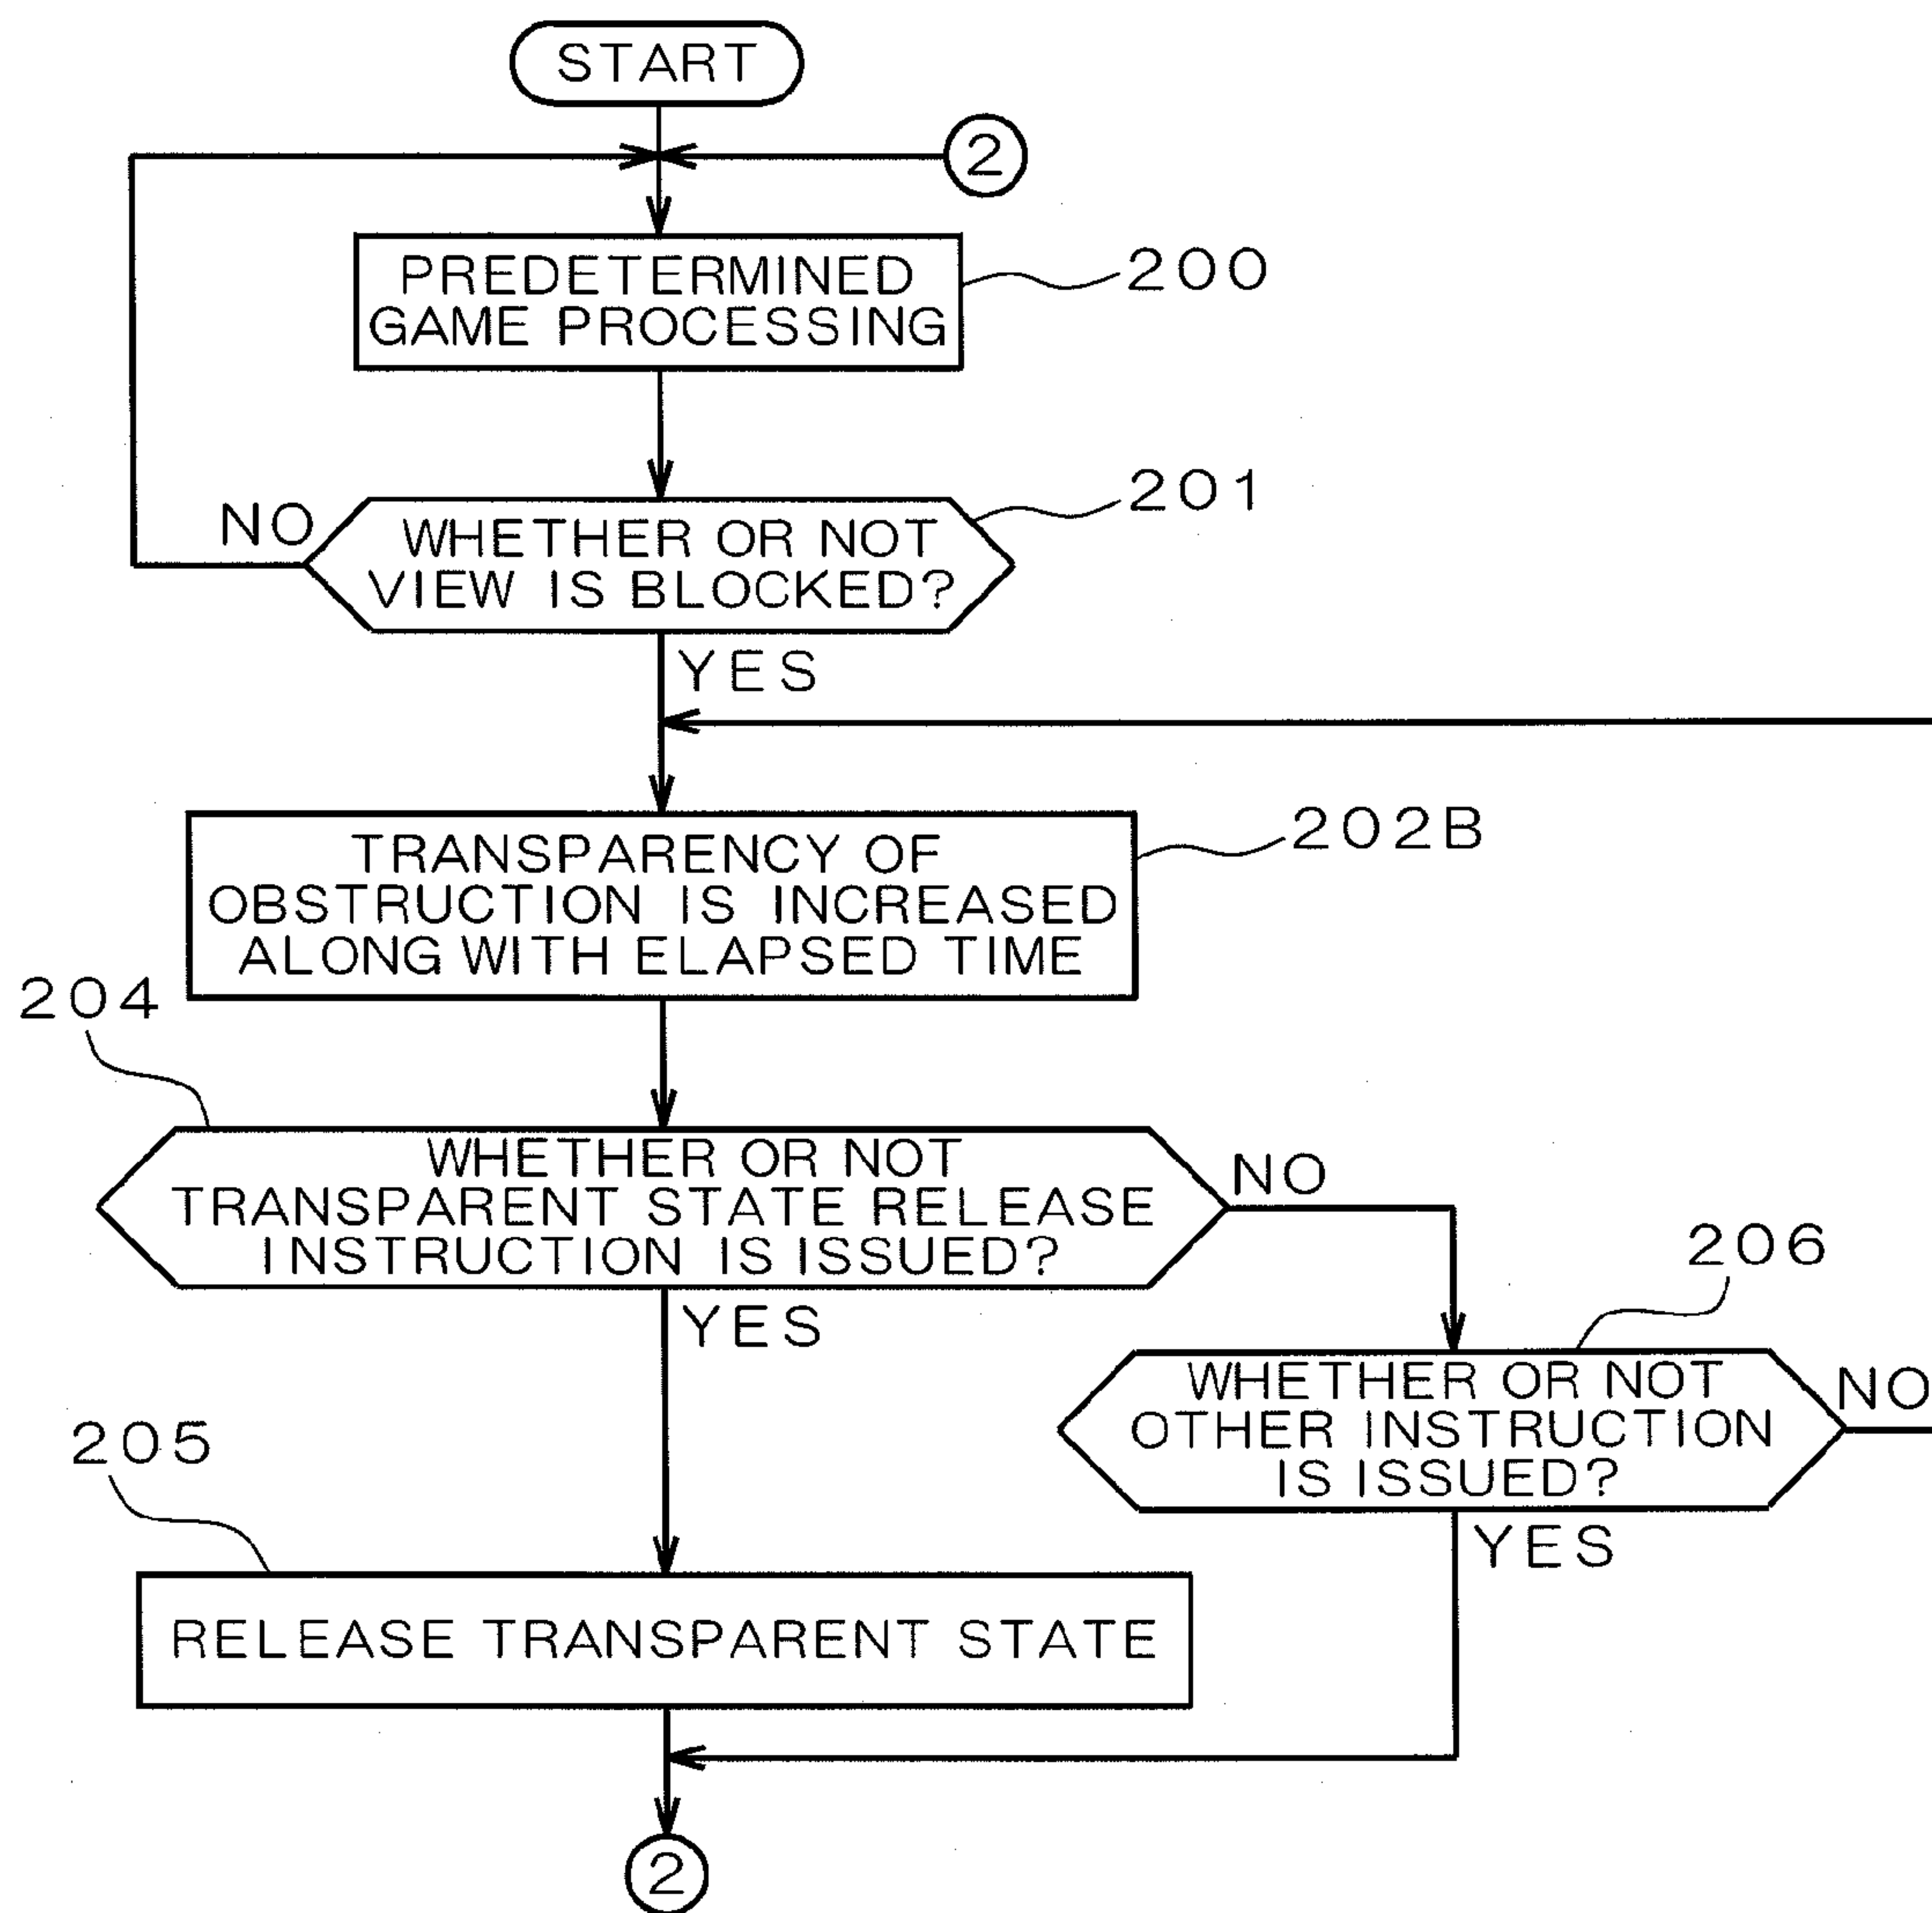 START
2
PREDETERMINED
GAME PROCESSING
200
201
NO
WHETHER OR NOT
VIEW IS BLOCKED?
YES
202B
TRANSPARENCY OF
OBSTRUCTION IS INCREASED
ALONG WITH ELAPSED TIME
204
WHETHER OR NOT
TRANSPARENT STATE RELEASE
INSTRUCTION IS ISSUED?
NO
YES
206
WHETHER OR NOT
OTHER INSTRUCTION
IS ISSUED?
NO
YES
205
RELEASE TRANSPARENT STATE
2